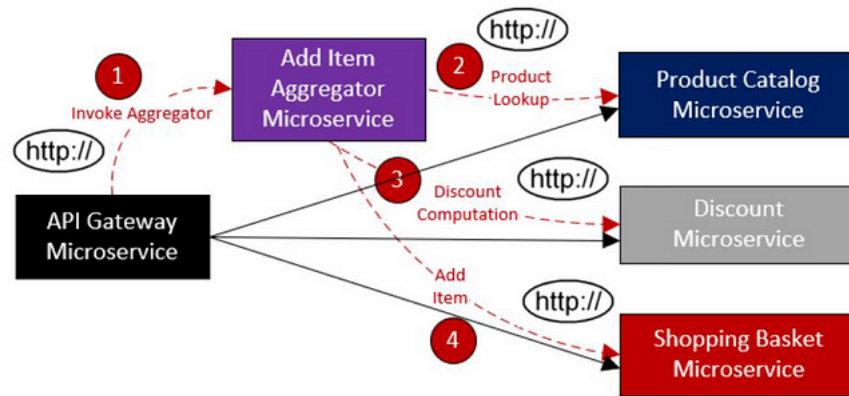 http://
1
Invoke Aggregator
http://
Add Item
Aggregator
Microservice
2
Product
Lookup
Product Catalog
Microservice
API Gateway
Microservice
3
Discount
Computation
http://
Discount
Microservice
Add
Item
4
http://
Shopping Basket
Microservice